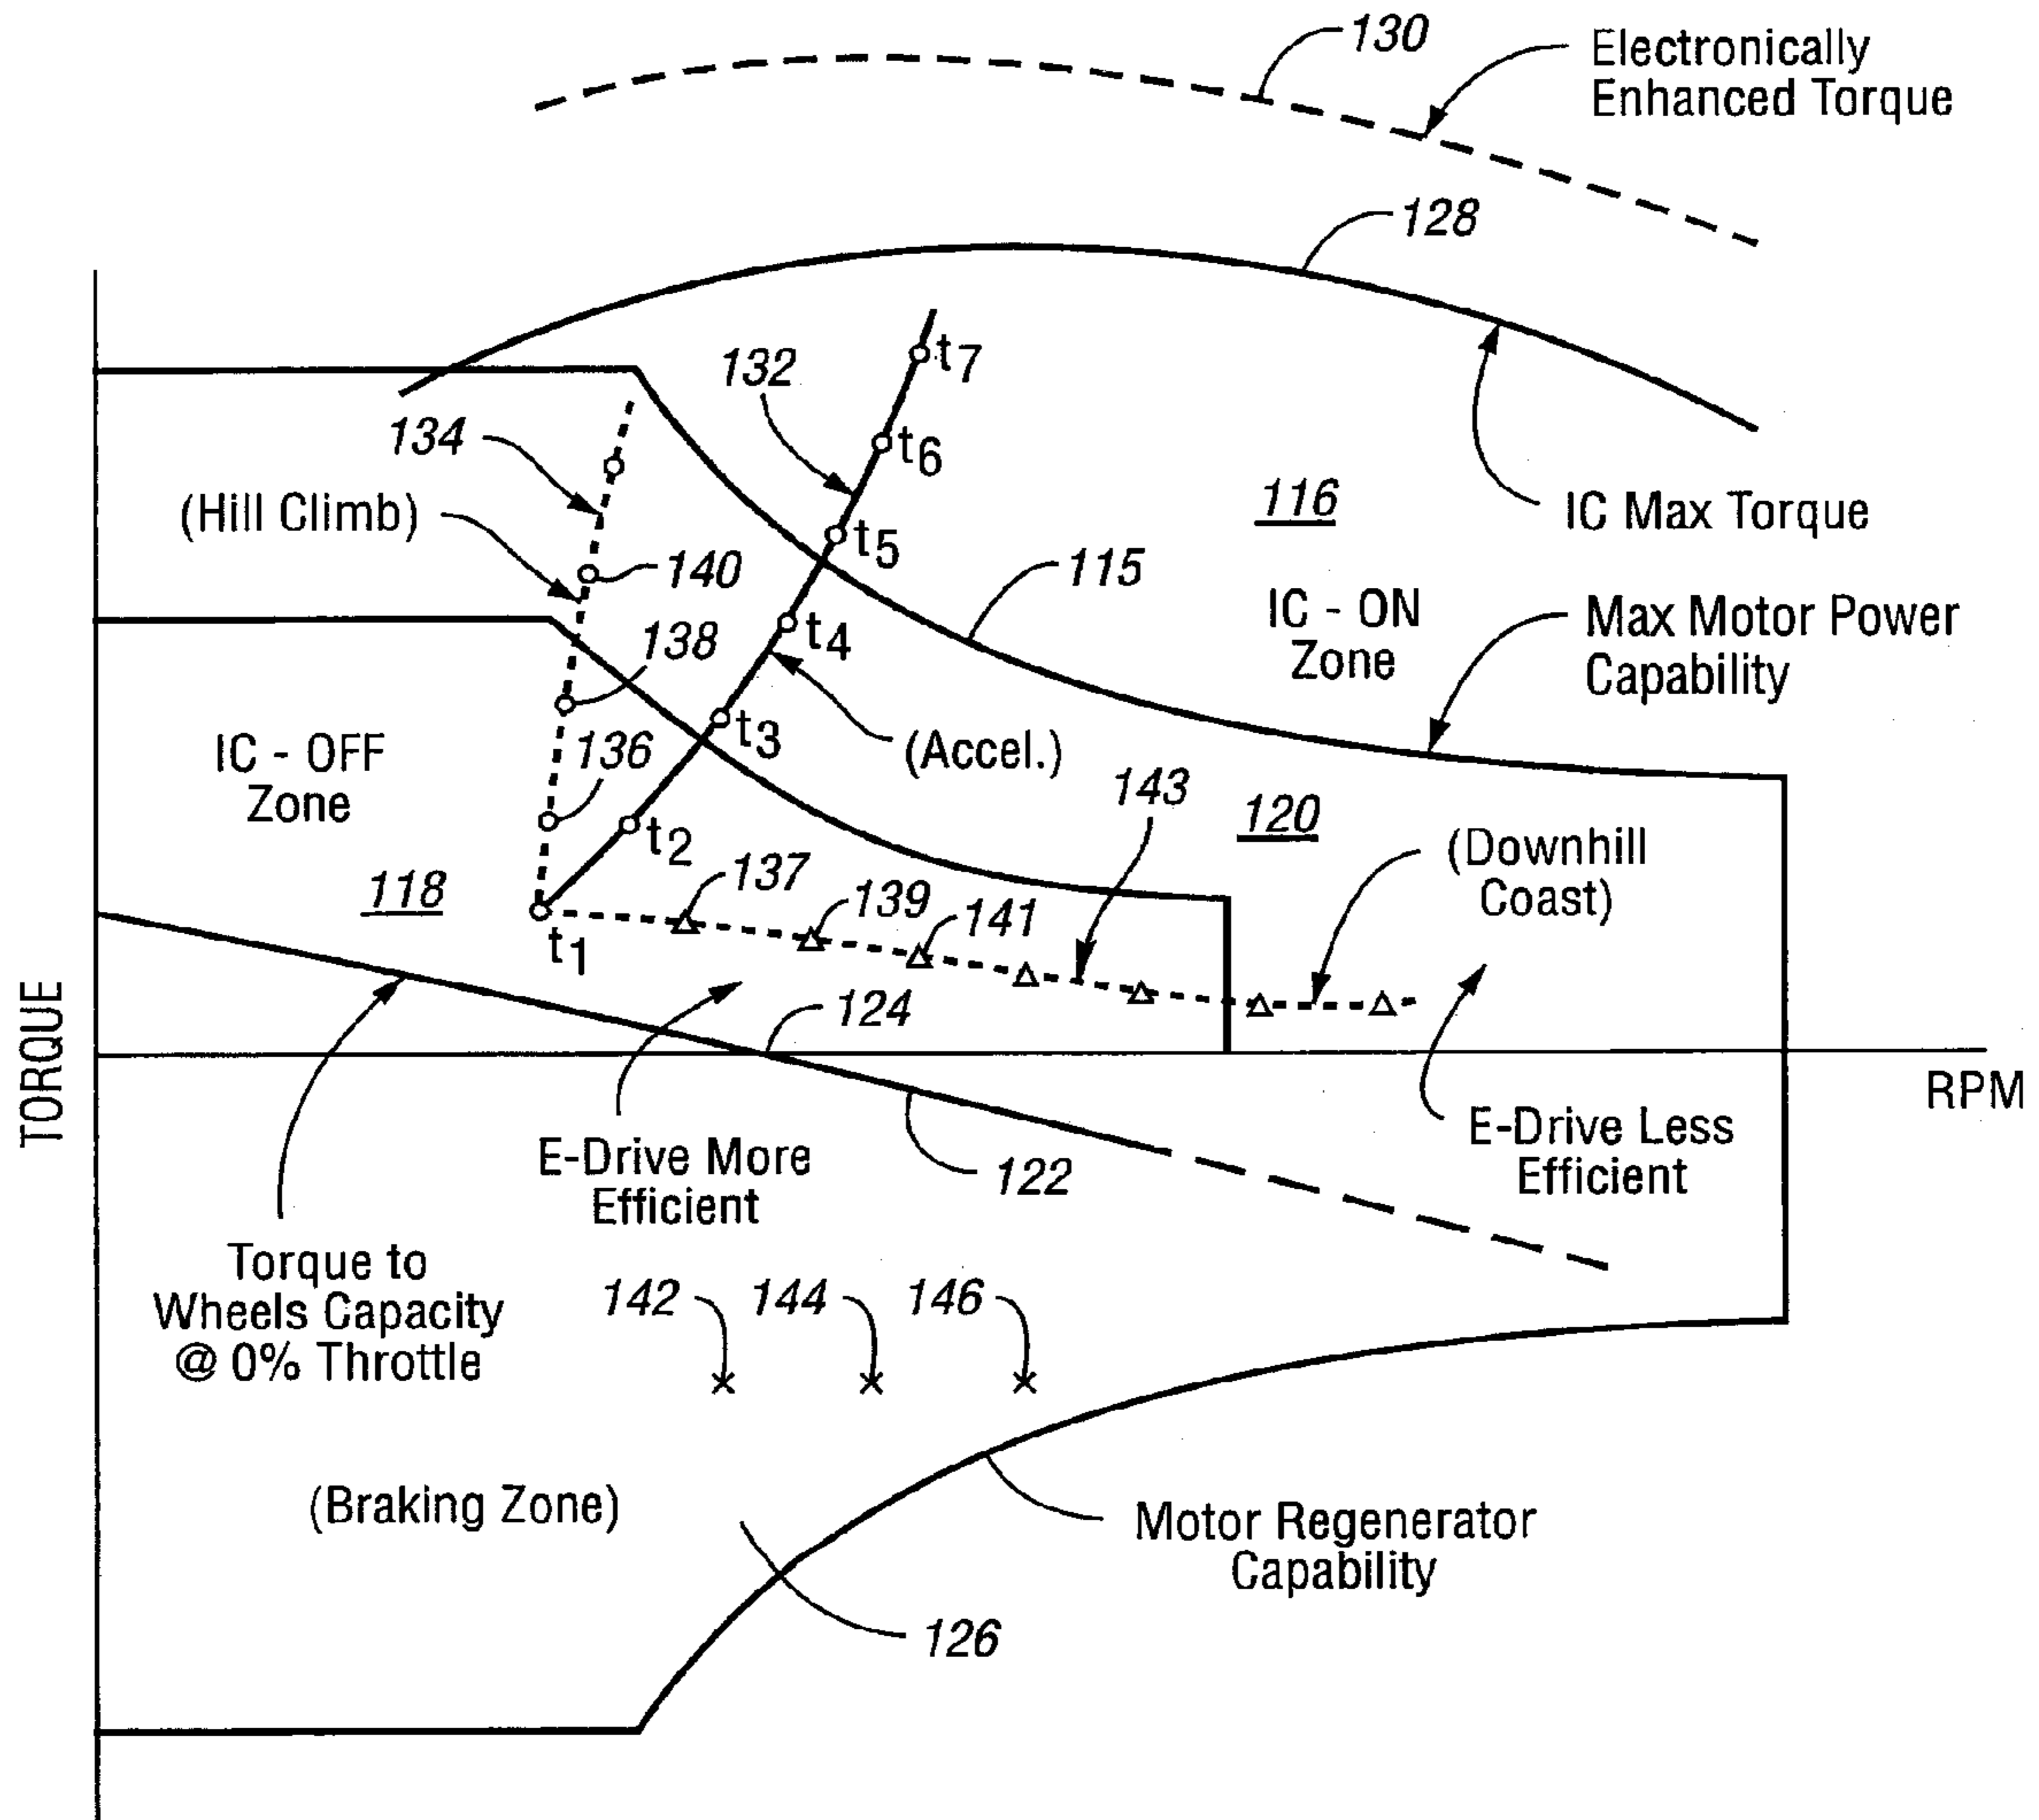 130
Electronically
Enhanced Torque
128
132
t7
134
t6
(Hill Climb)
116
IC Max Torque
t5
140
115
IC - ON
Zone
Max Motor Power
Capability
138
t4
t3
(Accel.)
IC - OFF
Zone
136
143
120
t2
(Downhill
Coast)
118
137
139
141
t1
124
TORQUE
RPM
E-Drive More
Efficient
122
E-Drive Less
Efficient
Torque to
Wheels Capacity
@ 0% Throttle
142
144
146
(Braking Zone)
Motor Regenerator
Capability
126